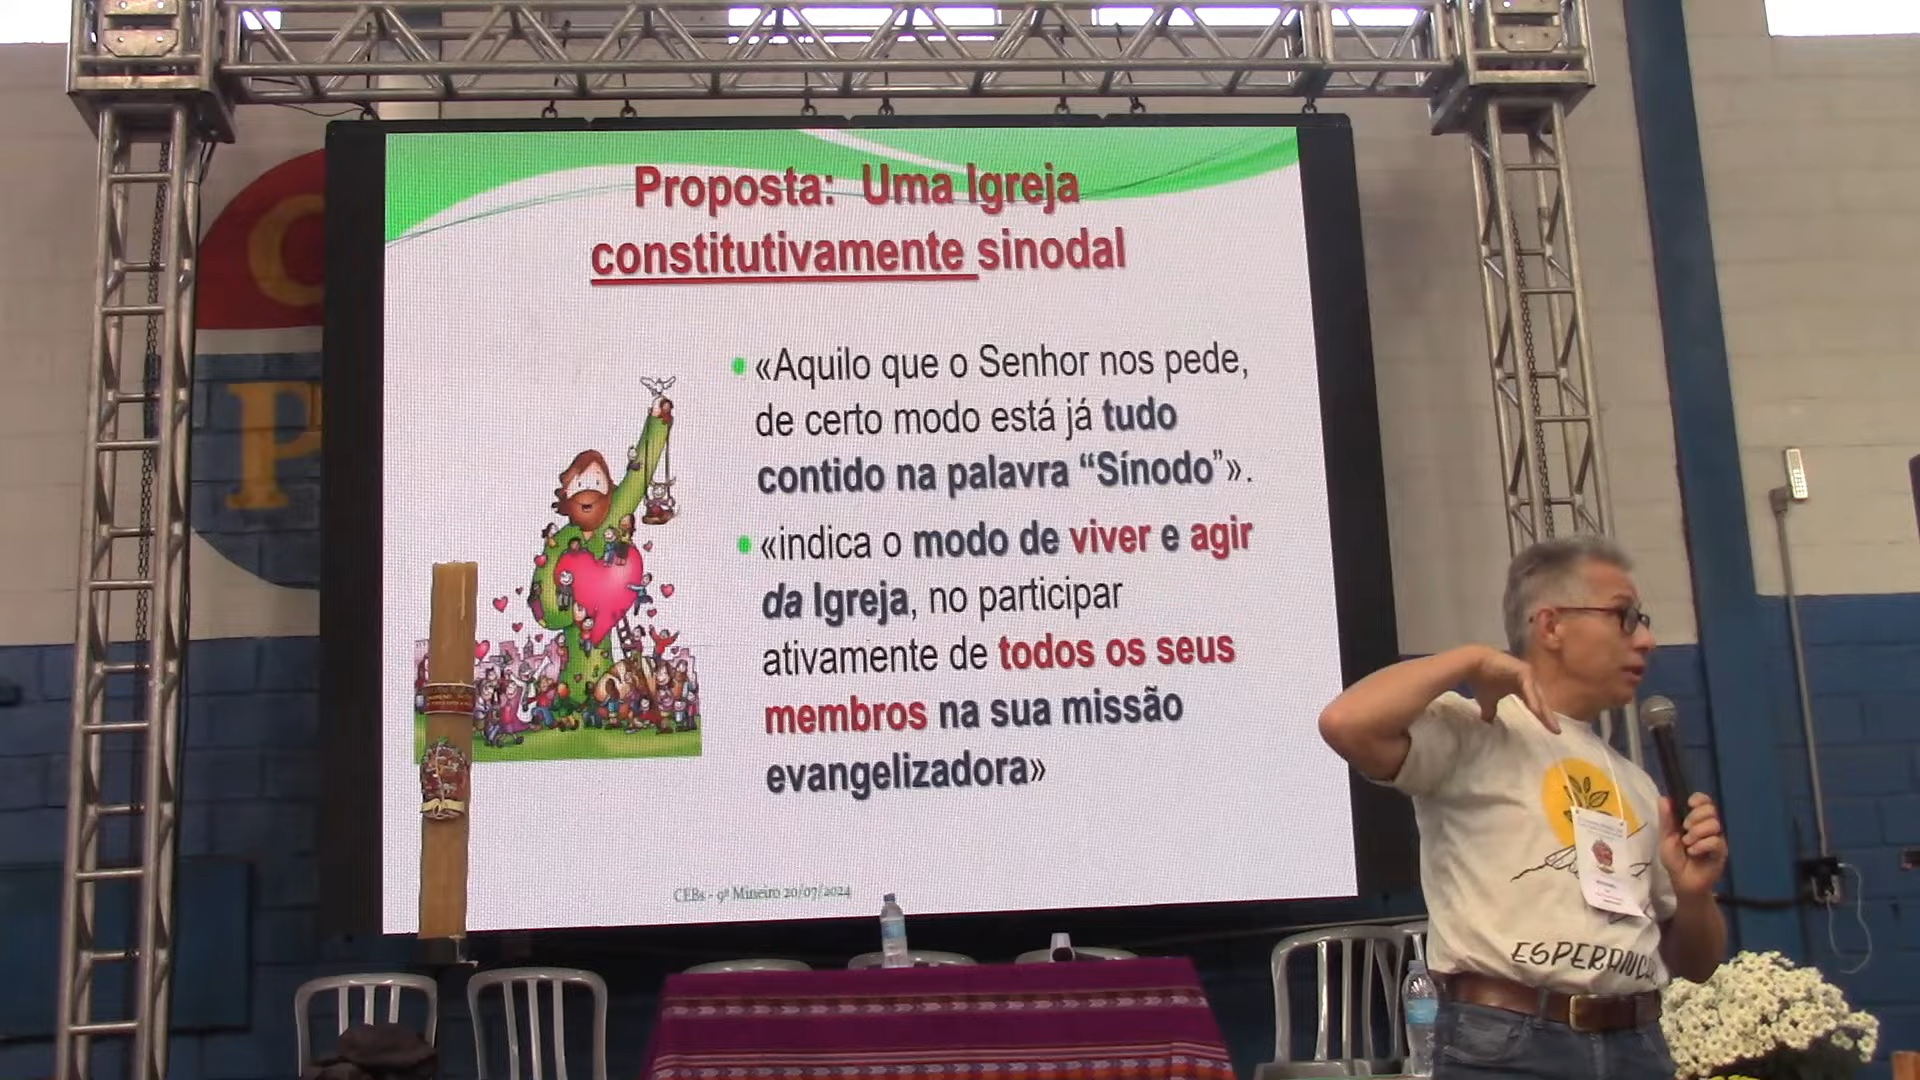 Proposta: Uma Igreja
constitutivamente sinodal
• «Aquilo que o Senhor nos pede,
de certo modo está já tudo
contido na palavra “Sínodo”».
• «indica o modo de viver e agir
da Igreja, no participar
ativamente de todos os seus
membros na sua missão
evangelizadora»
CEBs - 9º Mineiro 20/07/2024
C
P
ESPERANÇA